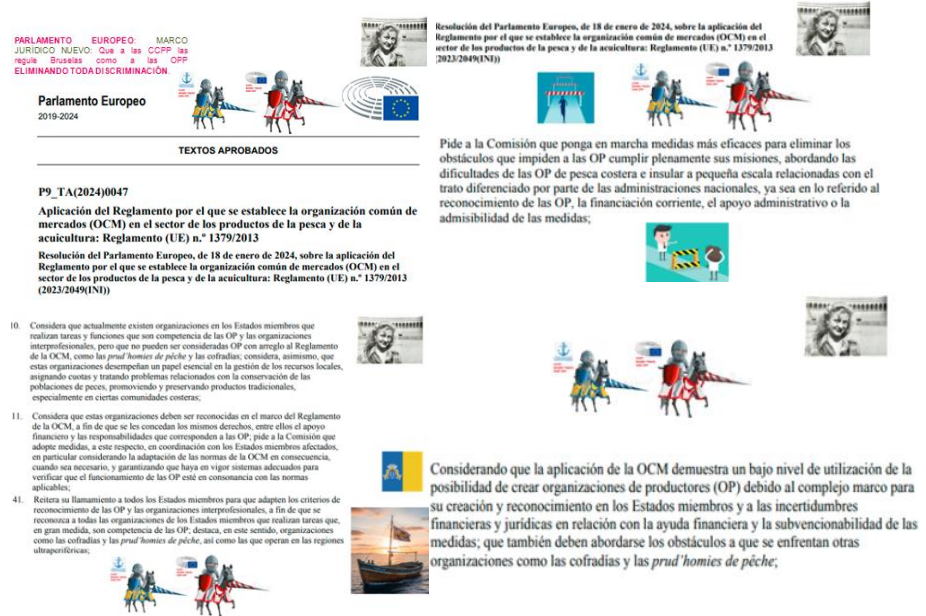 PARLAMENTO EUROPEO: MARCO
JURÍDICO NUEVO: Que a las CCPP las
regule Bruselas como a las OPP
ELIMINANDO TODA DISCRIMINACIÓN.
Parlamento Europeo
2019-2024
TEXTOS APROBADOS
P9_TA(2024)0047
Aplicación del Reglamento por el que se establece la organización común de
mercados (OCM) en el sector de los productos de la pesca y de la
acuicultura: Reglamento (UE) n.º 1379/2013
Resolución del Parlamento Europeo, de 18 de enero de 2024, sobre la aplicación del
Reglamento por el que se establece la organización común de mercados (OCM) en el
sector de los productos de la pesca y de la acuicultura: Reglamento (UE) n.º 1379/2013
(2023/2049(INI))
10. Considera que actualmente existen organizaciones en los Estados miembros que
realizan tareas y funciones que son competencia de las OP y las organizaciones
interprofesionales, pero que no pueden ser consideradas OP con arreglo al Reglamento
de la OCM, como las prud'homies de pêche y las cofradías; considera, asimismo, que
estas organizaciones desempeñan un papel esencial en la gestión de los recursos locales,
asignando cuotas y tratando problemas relacionados con la conservación de las
poblaciones de peces, promoviendo y preservando productos tradicionales,
especialmente en ciertas comunidades costeras;
11. Considera que estas organizaciones deben ser reconocidas en el marco del Reglamento
de la OCM, a fin de que se les concedan los mismos derechos, entre ellos el apoyo
financiero y las responsabilidades que corresponden a las OP; pide a la Comisión que
adopte medidas, a este respecto, en coordinación con los Estados miembros afectados,
en particular considerando la adaptación de las normas de la OCM en consecuencia,
cuando sea necesario, y garantizando que haya en vigor sistemas adecuados para
verificar que el funcionamiento de las OP esté en consonancia con las normas
aplicables;
41. Reitera su llamamiento a todos los Estados miembros para que adapten los criterios de
reconocimiento de las OP y organizaciones interprofesionales, a fin de que se
reconozca a todas las organizaciones de los Estados miembros que realizan tareas que,
en gran medida, son competencia de las OP; destaca, en este sentido, organizaciones
como las cofradías y las prud'homies de pêche, así como las que operan en las regiones
ultraperiféricas;
Resolución del Parlamento Europeo, de 18 de enero de 2024, sobre la aplicación del
Reglamento por el que se establece la organización común de mercados (OCM) en el
sector de los productos de la pesca y de la acuicultura: Reglamento (UE) n.º 1379/2013
(2023/2049(INI))
Pide a la Comisión que ponga en marcha medidas más eficaces para eliminar los
obstáculos que impiden a las OP cumplir plenamente sus misiones, abordando las
dificultades de las OP de pesca costera e insular a pequeña escala relacionadas con el
trato diferenciado por parte de las administraciones nacionales, ya sea en lo referido al
reconocimiento de las OP, la financiación corriente, el apoyo administrativo o la
admisibilidad de las medidas;
Considerando que la aplicación de la OCM demuestra un bajo nivel de utilización de la
posibilidad de crear organizaciones de productores (OP) debido al complejo marco para
su creación y reconocimiento en los Estados miembros y a las incertidumbres
financieras y jurídicas en relación con la ayuda financiera y la subvencionabilidad de las
medidas; que también deben abordarse los obstáculos a que se enfrentan otras
organizaciones como las cofradías y las prud'homies de pêche;